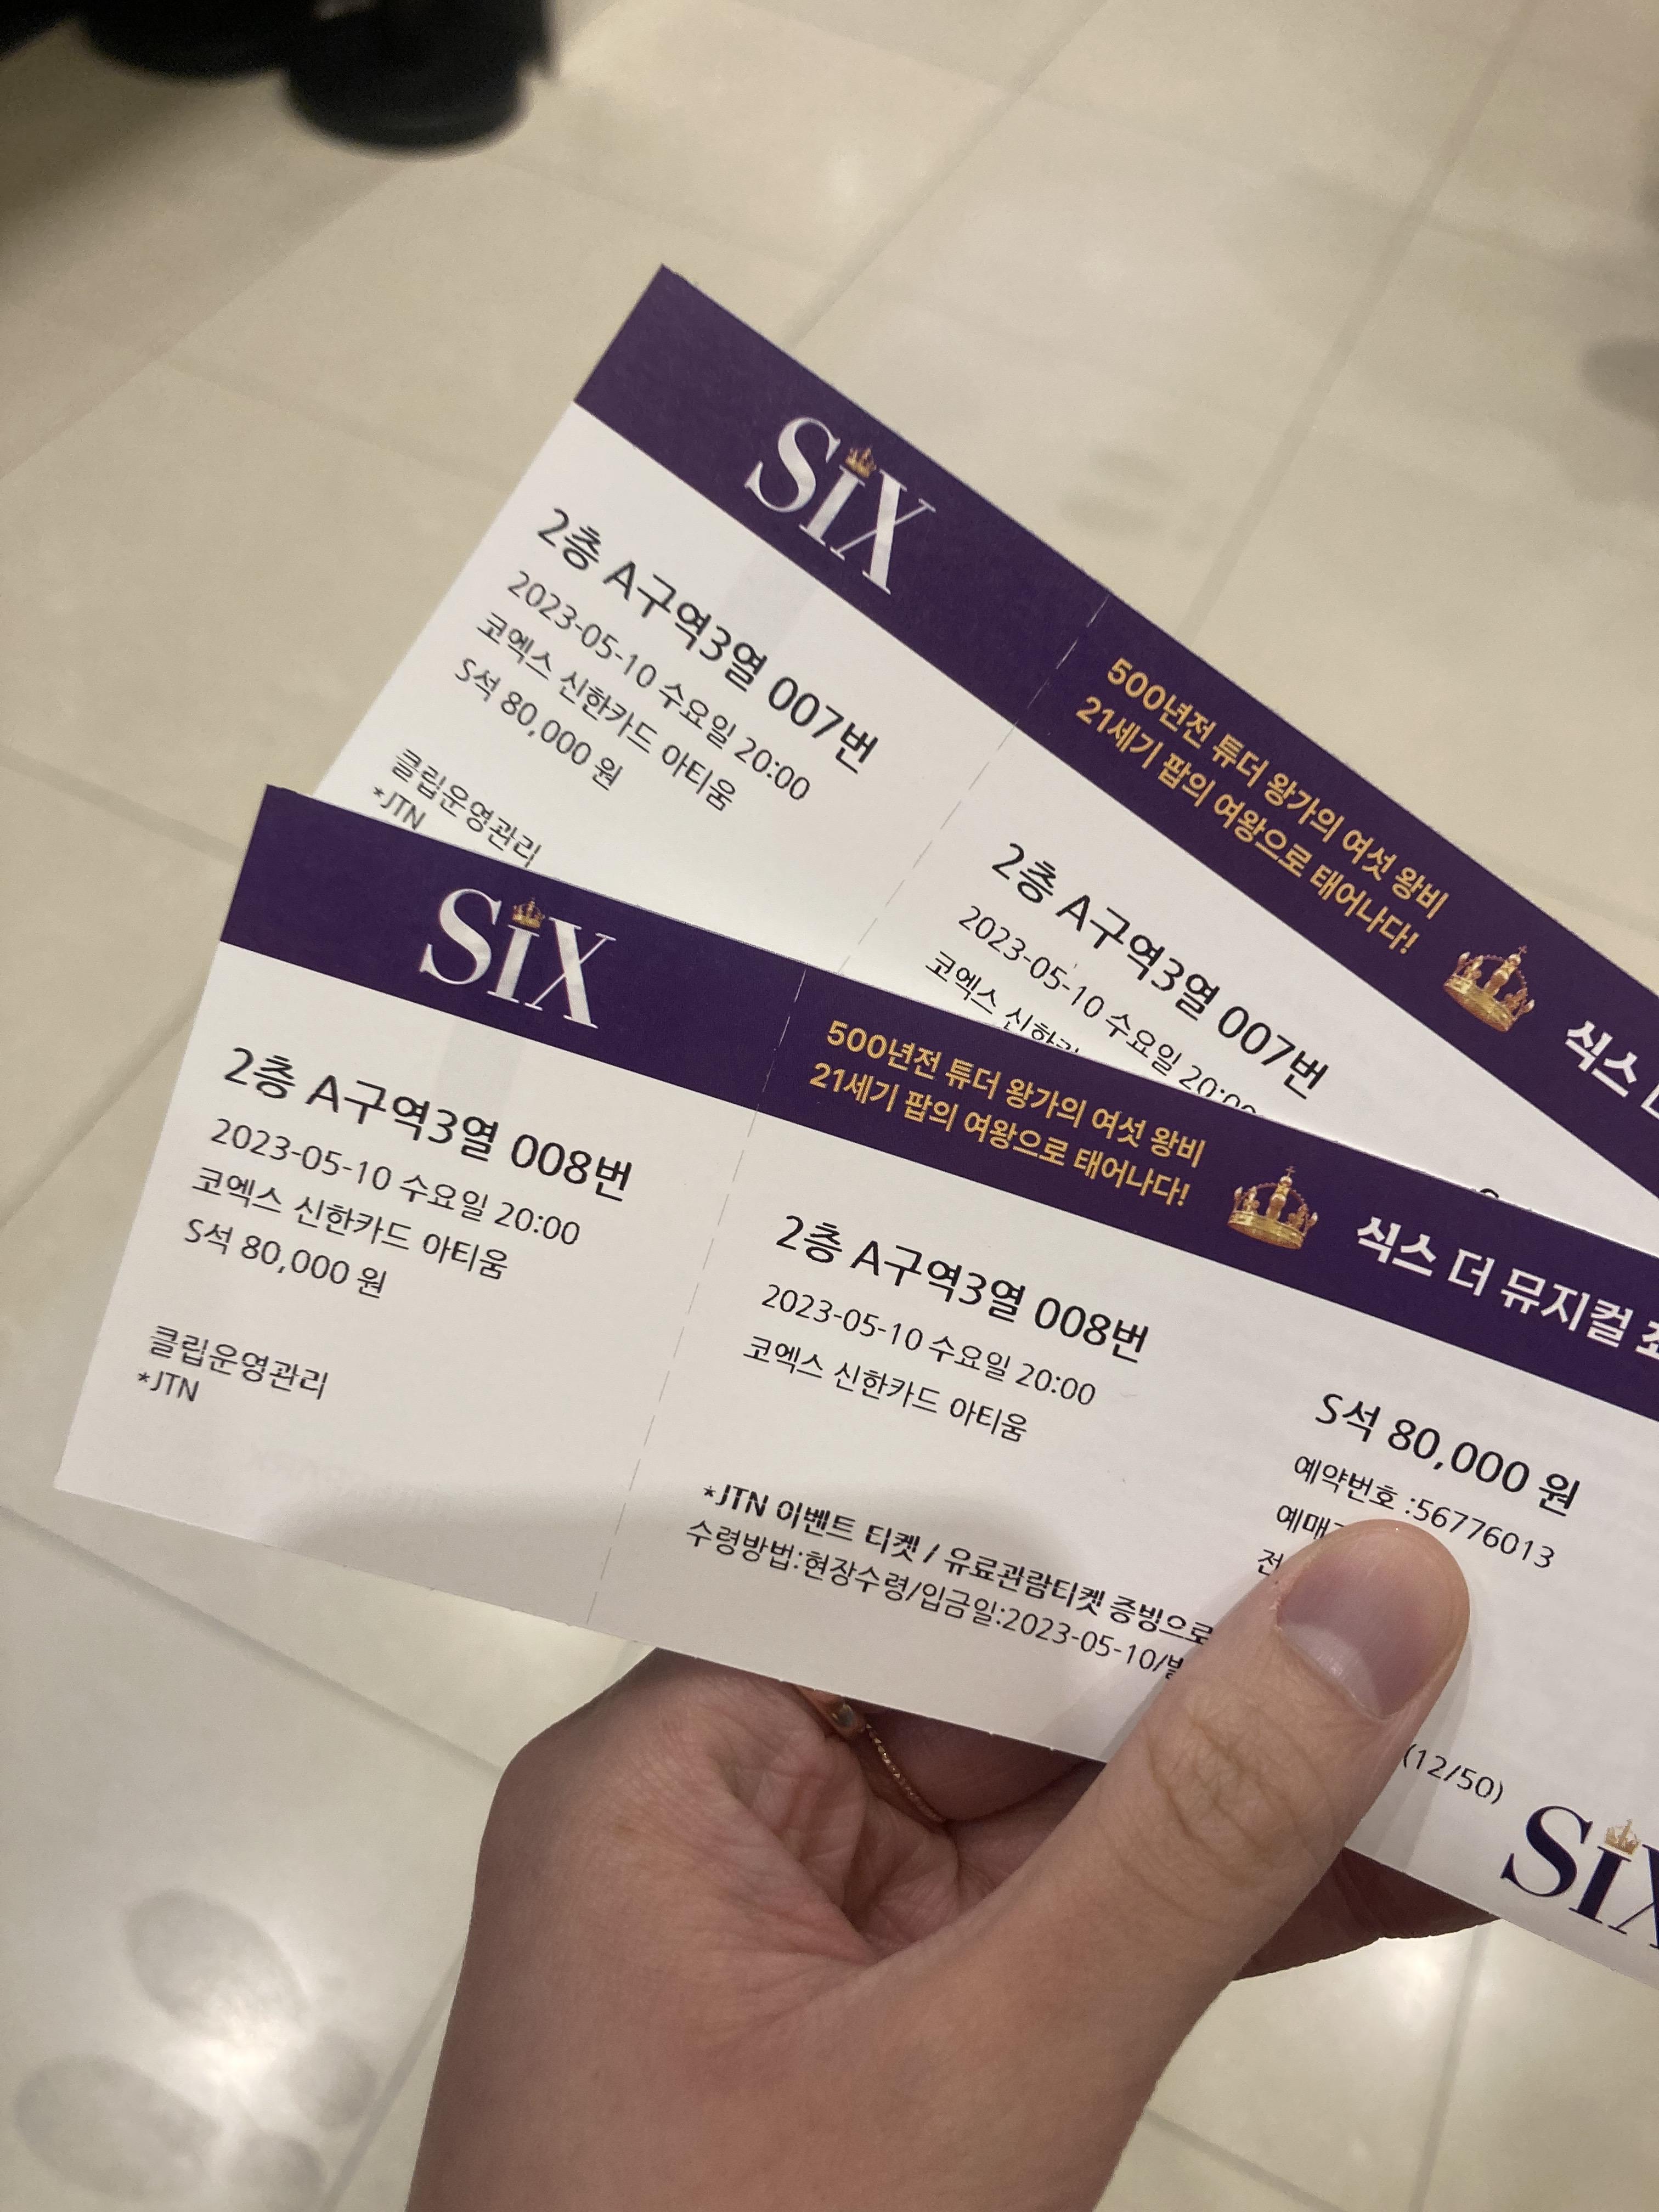 SIX
2층 A구역3열 007번
2023-05-10 수요일 20:00
코엑스 신한카드 아티움
S석 80,000 원
클립운영관리
*JTN
500년전 튜더 왕가의 여섯 왕비
21세기 팝의 여왕으로 태어나다!
식스
2층 A구역3열 007번
2023-05-10 수요일 20:00
코엑스
SIX
2층 A구역3열 008번
2023-05-10 수요일 20:00
코엑스 신한카드 아티움
S석 80,000 원
클립운영관리
*JTN
500년전 튜더 왕가의 여섯 왕비
21세기 팝의 여왕으로 태어나다!
식스 더 뮤지컬
2층 A구역3열 008번
2023-05-10 수요일 20:00
코엑스 신한카드 아티움
S석 80,000 원
예약번호 :56776013
예매
*JTN 이벤트 티켓 / 유료관람티켓 증빙으로
수령방법:현장수령/입금일:2023-05-10/
(12/50)
SIX